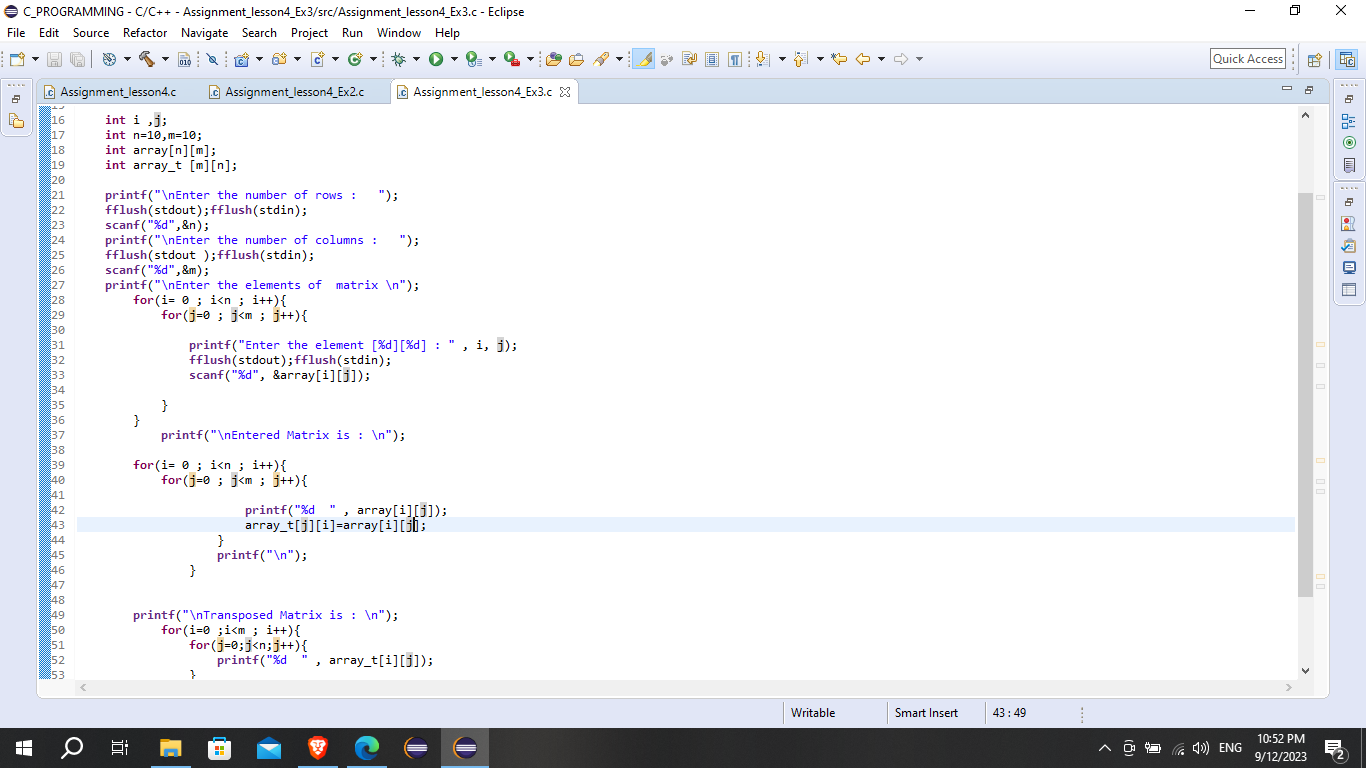 C_PROGRAMMING - C/C++ - Assignment_lesson4_Ex3/src/Assignment_lesson4_Ex3.c - Eclipse
File Edit Source Refactor Navigate Search Project Run Window Help
Quick Access
Assignment_lesson4.c Assignment_lesson4_Ex2.c Assignment_lesson4_Ex3.c
15
16 int i ,j;
17 int n=10,m=10;
18 int array[n][m];
19 int array_t [m][n];
20
21 printf("\nEnter the number of rows :   ");
22 fflush(stdout);fflush(stdin);
23 scanf("%d",&n);
24 printf("\nEnter the number of columns :   ");
25 fflush(stdout );fflush(stdin);
26 scanf("%d",&m);
27 printf("\nEnter the elements of  matrix \n");
28 for(i= 0 ; i<n ; i++){
29 for(j=0 ; j<m ; j++){
30
31 printf("Enter the element [%d][%d] : " , i, j);
32 fflush(stdout);fflush(stdin);
33 scanf("%d", &array[i][j]);
34
35 }
36 }
37 printf("\nEntered Matrix is : \n");
38
39 for(i= 0 ; i<n ; i++){
40 for(j=0 ; j<m ; j++){
41
42 printf("%d  " , array[i][j]);
43 array_t[j][i]=array[i][j];
44 }
45 printf("\n");
46 }
47
48
49 printf("\nTransposed Matrix is : \n");
50 for(i=0 ;i<m ; i++){
51 for(j=0;j<n;j++){
52 printf("%d  " , array_t[i][j]);
53 }
Writable Smart Insert 43 : 49
ENG 10:52 PM
9/12/2023 2